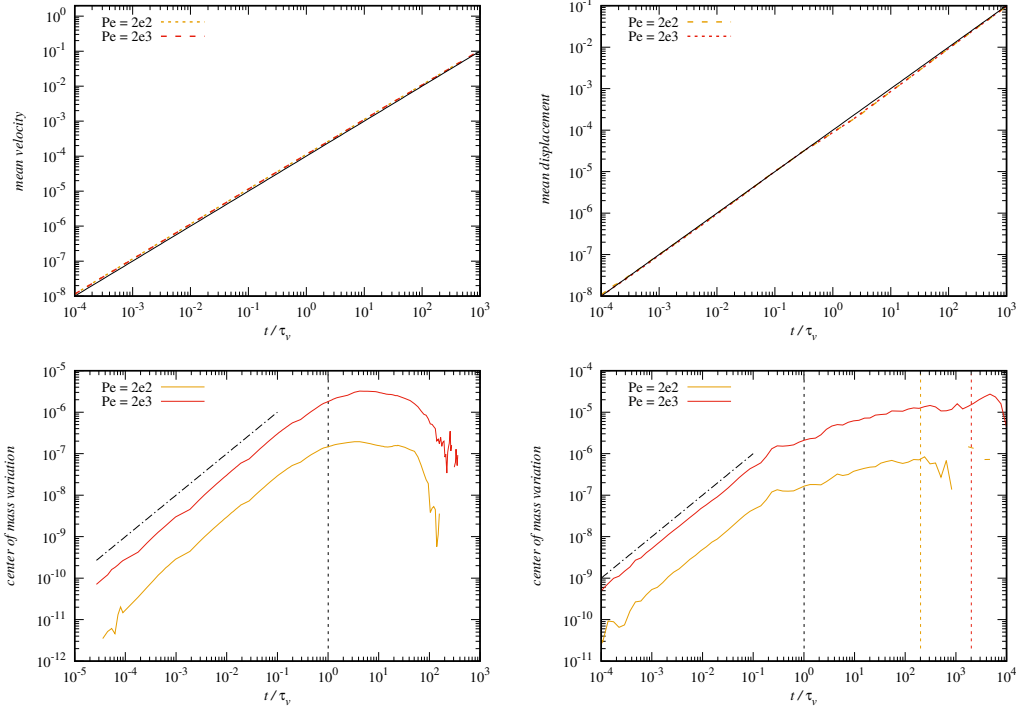 Pe = 2e2
Pe = 2e3
mean velocity
10^0
10^-1
10^-2
10^-3
10^-4
10^-5
10^-6
10^-7
10^-8
10^-4 10^-3 10^-2 10^-1 10^0 10^1 10^2 10^3
t / τ_v
Pe = 2e2
Pe = 2e3
mean displacement
10^-1
10^-2
10^-3
10^-4
10^-5
10^-6
10^-7
10^-8
10^-4 10^-3 10^-2 10^-1 10^0 10^1 10^2 10^3
t / τ_v
Pe = 2e2
Pe = 2e3
center of mass variation
10^-5
10^-6
10^-7
10^-8
10^-9
10^-10
10^-11
10^-12
10^-5 10^-4 10^-3 10^-2 10^-1 10^0 10^1 10^2 10^3
t / τ_v
Pe = 2e2
Pe = 2e3
center of mass variation
10^-4
10^-5
10^-6
10^-7
10^-8
10^-9
10^-10
10^-11
10^-4 10^-3 10^-2 10^-1 10^0 10^1 10^2 10^3 10^4
t / τ_v